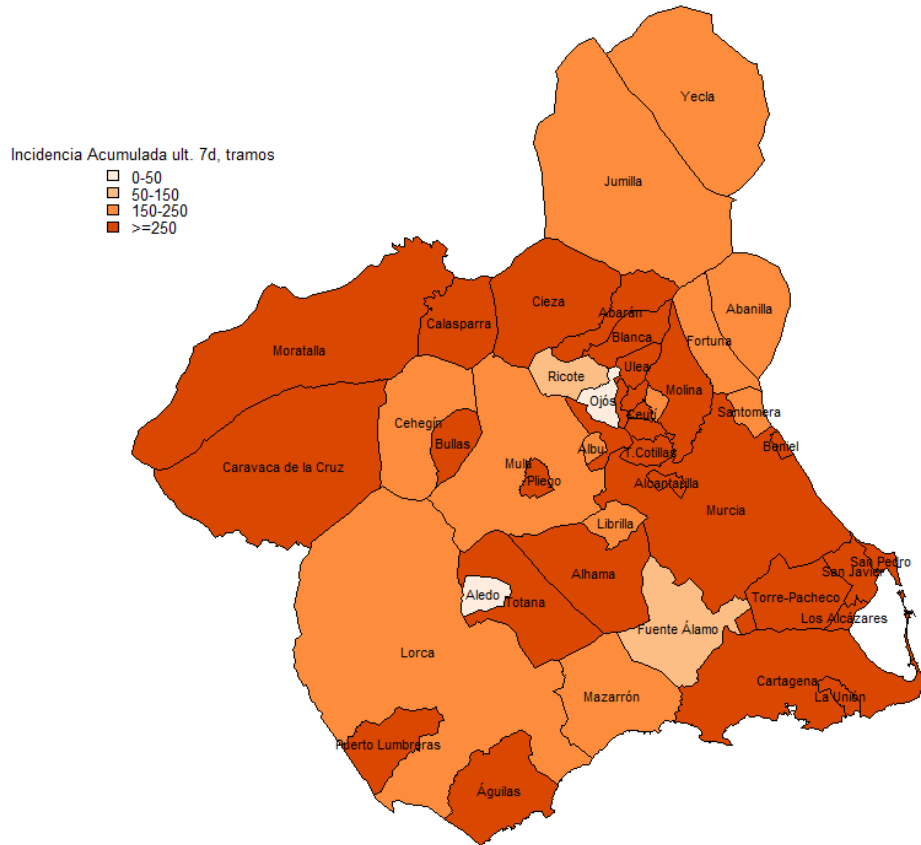 Yecla
Incidencia Acumulada ult. 7d, tramos
0-50
50-150
150-250
>=250
Jumilla
Cieza
Abarán
Abanilla
Calasparra
Blanca
Fortuna
Moratalla
Ulea
Ricote
Molina
Ojós
Santomera
Cehegín
Ceutí
Bullas
Albu
T.Cotillas
Beniel
Caravaca de la Cruz
Mula
Pliego
Alcantarilla
Murcia
Librilla
San Pedro
San Javier
Alhama
Aledo
Totana
Torre-Pacheco
Los Alcázares
Fuente Álamo
Lorca
Cartagena
La Unión
Mazarrón
Puerto Lumbreras
Águilas